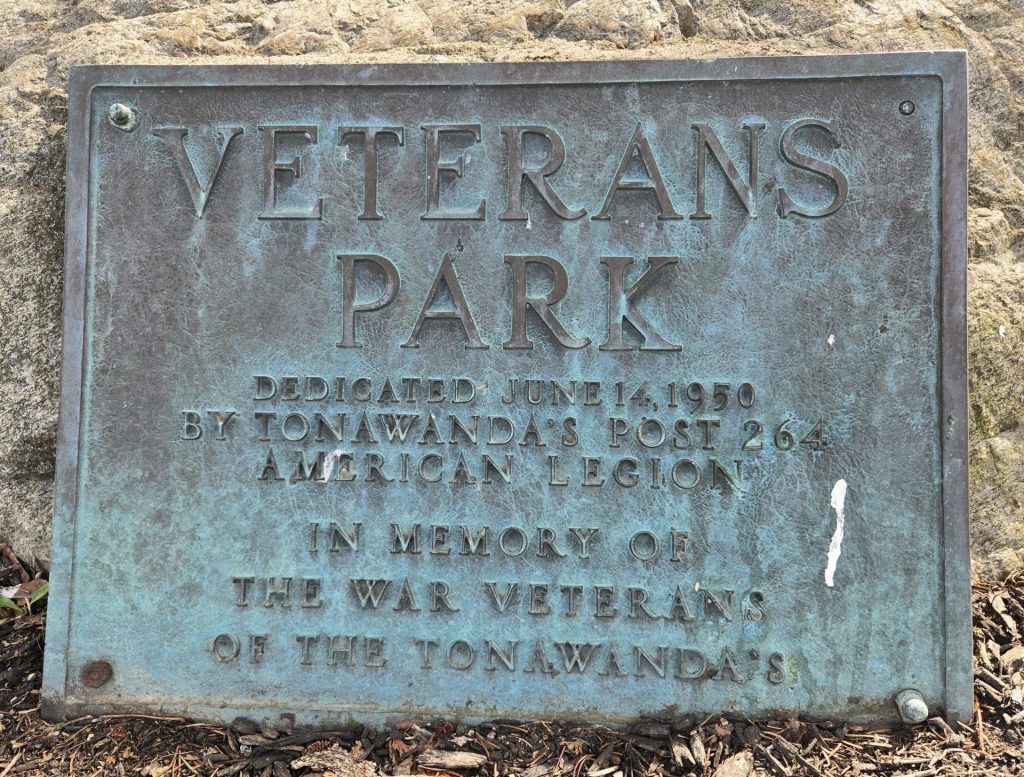 VETERANS
PARK
DEDICATED JUNE 14, 1950
BY TONAWANDA'S POST 264
AMERICAN LEGION
IN MEMORY OF
THE WAR VETERANS
OF THE TONAWANDA'S